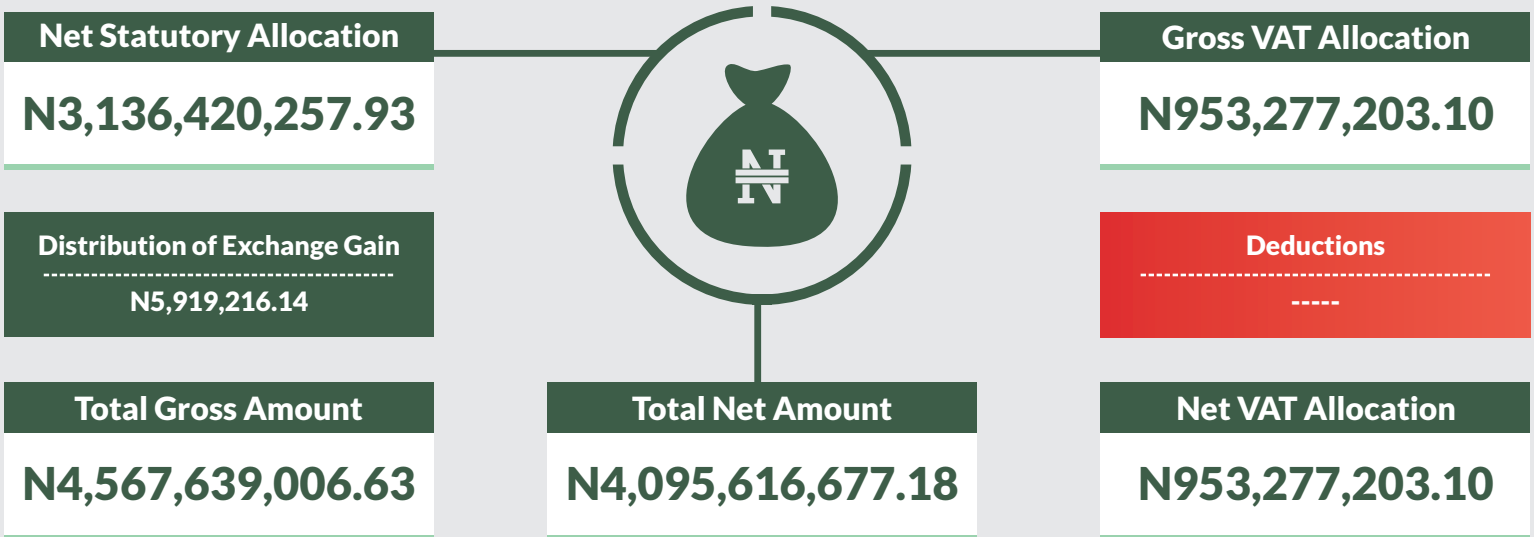 Net Statutory Allocation
N3,136,420,257.93
Gross VAT Allocation
N953,277,203.10
₦
Distribution of Exchange Gain
N5,919,216.14
Deductions
-----
Total Gross Amount
N4,567,639,006.63
Total Net Amount
N4,095,616,677.18
Net VAT Allocation
N953,277,203.10